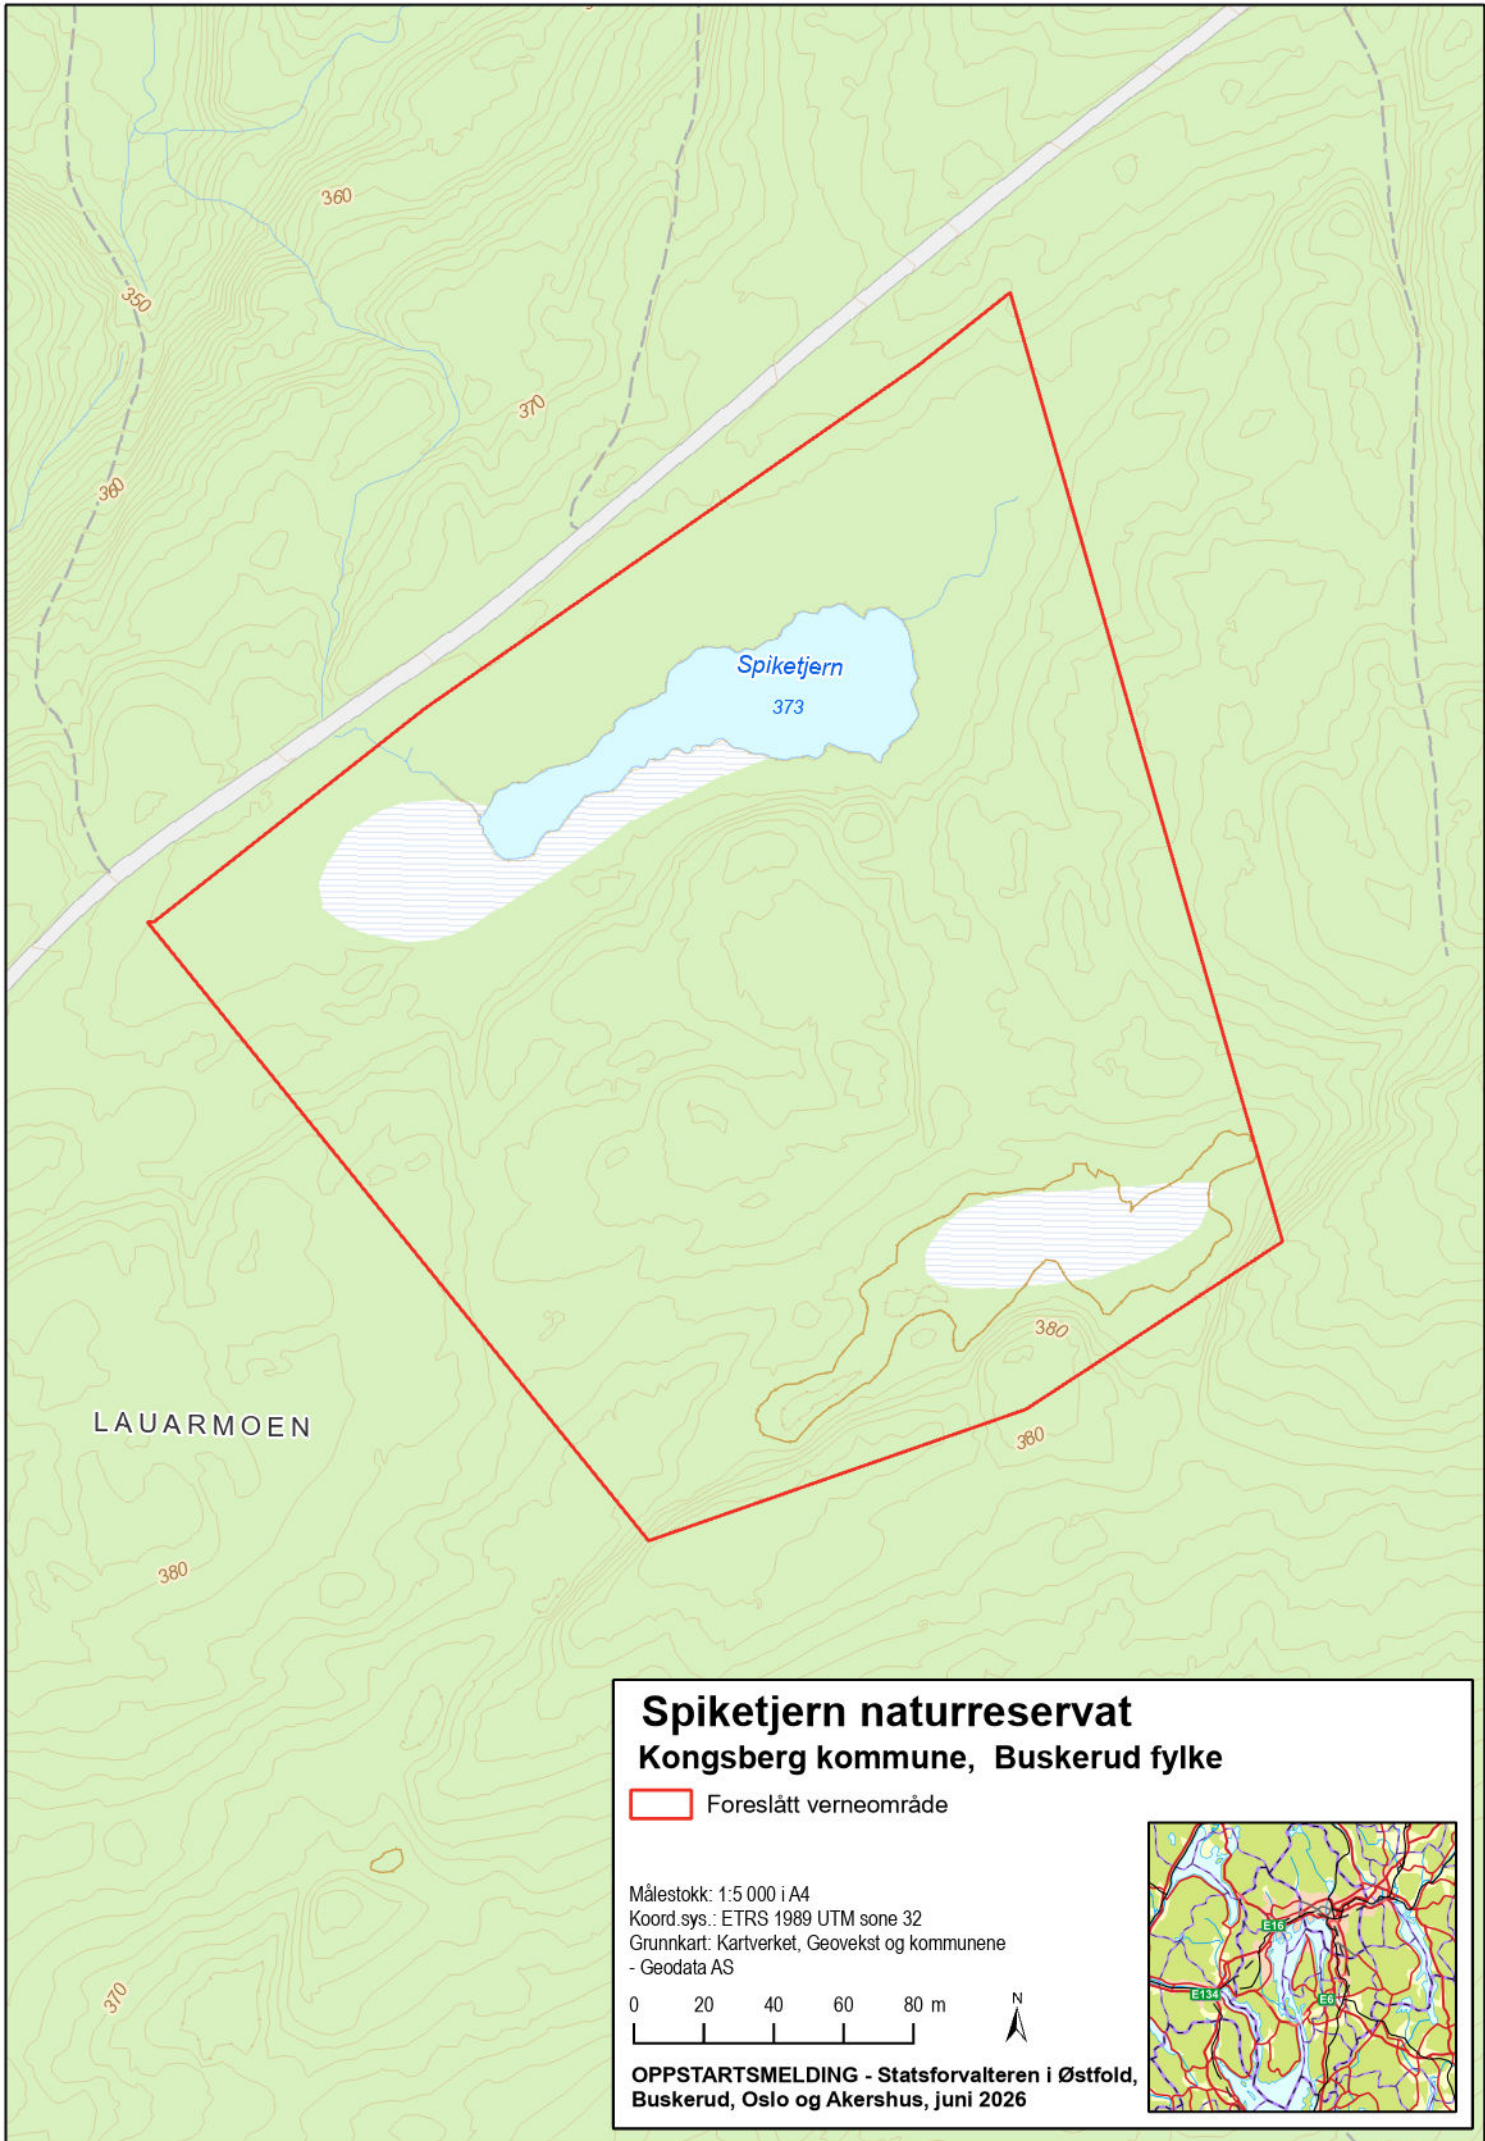 360
350
370
360
Spiketjern
373
380
380
LAUARMOEN
380
370
Spiketjern naturreservat
Kongsberg kommune, Buskerud fylke
Foreslått verneområde
Målestokk: 1:5 000 i A4
Koord.sys.: ETRS 1989 UTM sone 32
Grunnkart: Kartverket, Geovekst og kommunene
- Geodata AS
0 20 40 60 80 m
N
OPPSTARTSMELDING - Statsforvalteren i Østfold,
Buskerud, Oslo og Akershus, juni 2026
E16
E134
E6